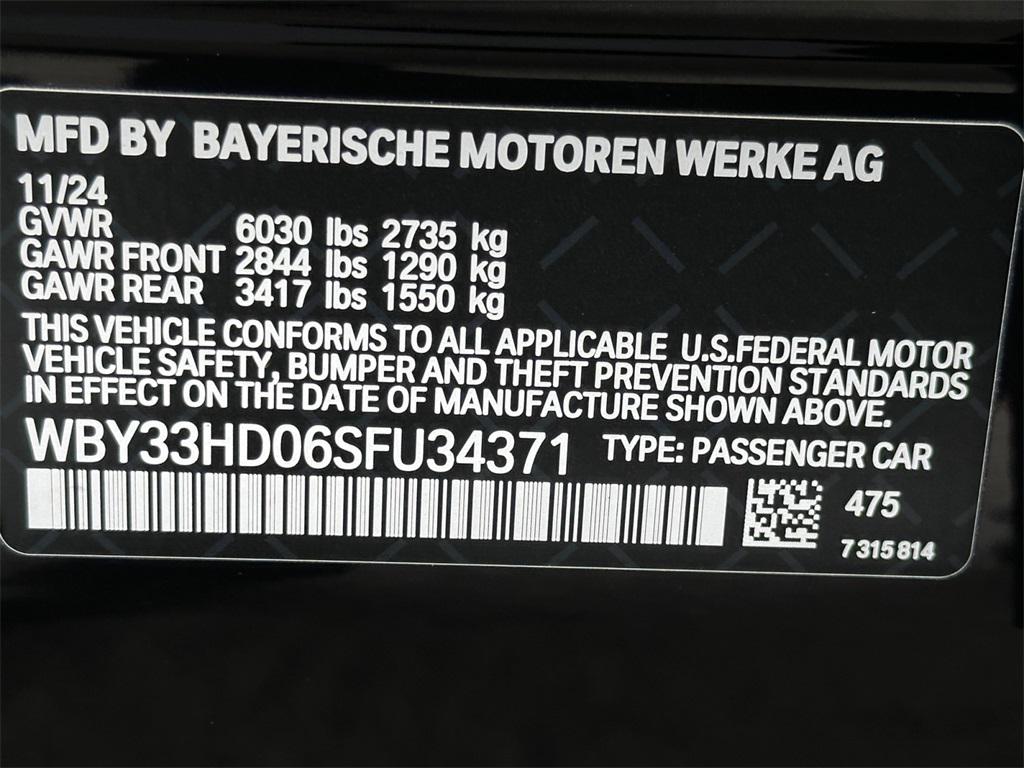 MFD BY BAYERISCHE MOTOREN WERKE AG
11/24
GVWR 6030 lbs 2735 kg
GAWR FRONT 2844 lbs 1290 kg
GAWR REAR 3417 lbs 1550 kg
THIS VEHICLE CONFORMS TO ALL APPLICABLE U.S.FEDERAL MOTOR
VEHICLE SAFETY, BUMPER AND THEFT PREVENTION STANDARDS
IN EFFECT ON THE DATE OF MANUFACTURE SHOWN ABOVE.
WBY33HD06SFU34371 TYPE: PASSENGER CAR
475
7315814